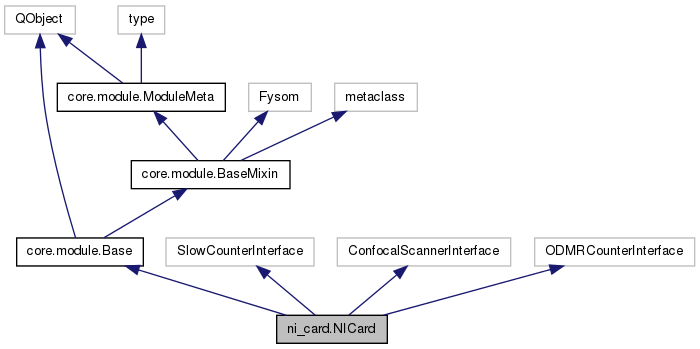 QObject
type
core.module.ModuleMeta
Fysom
metaclass
core.module.BaseMixin
core.module.Base
SlowCounterInterface
ConfocalScannerInterface
ODMRCounterInterface
ni_card.NICard